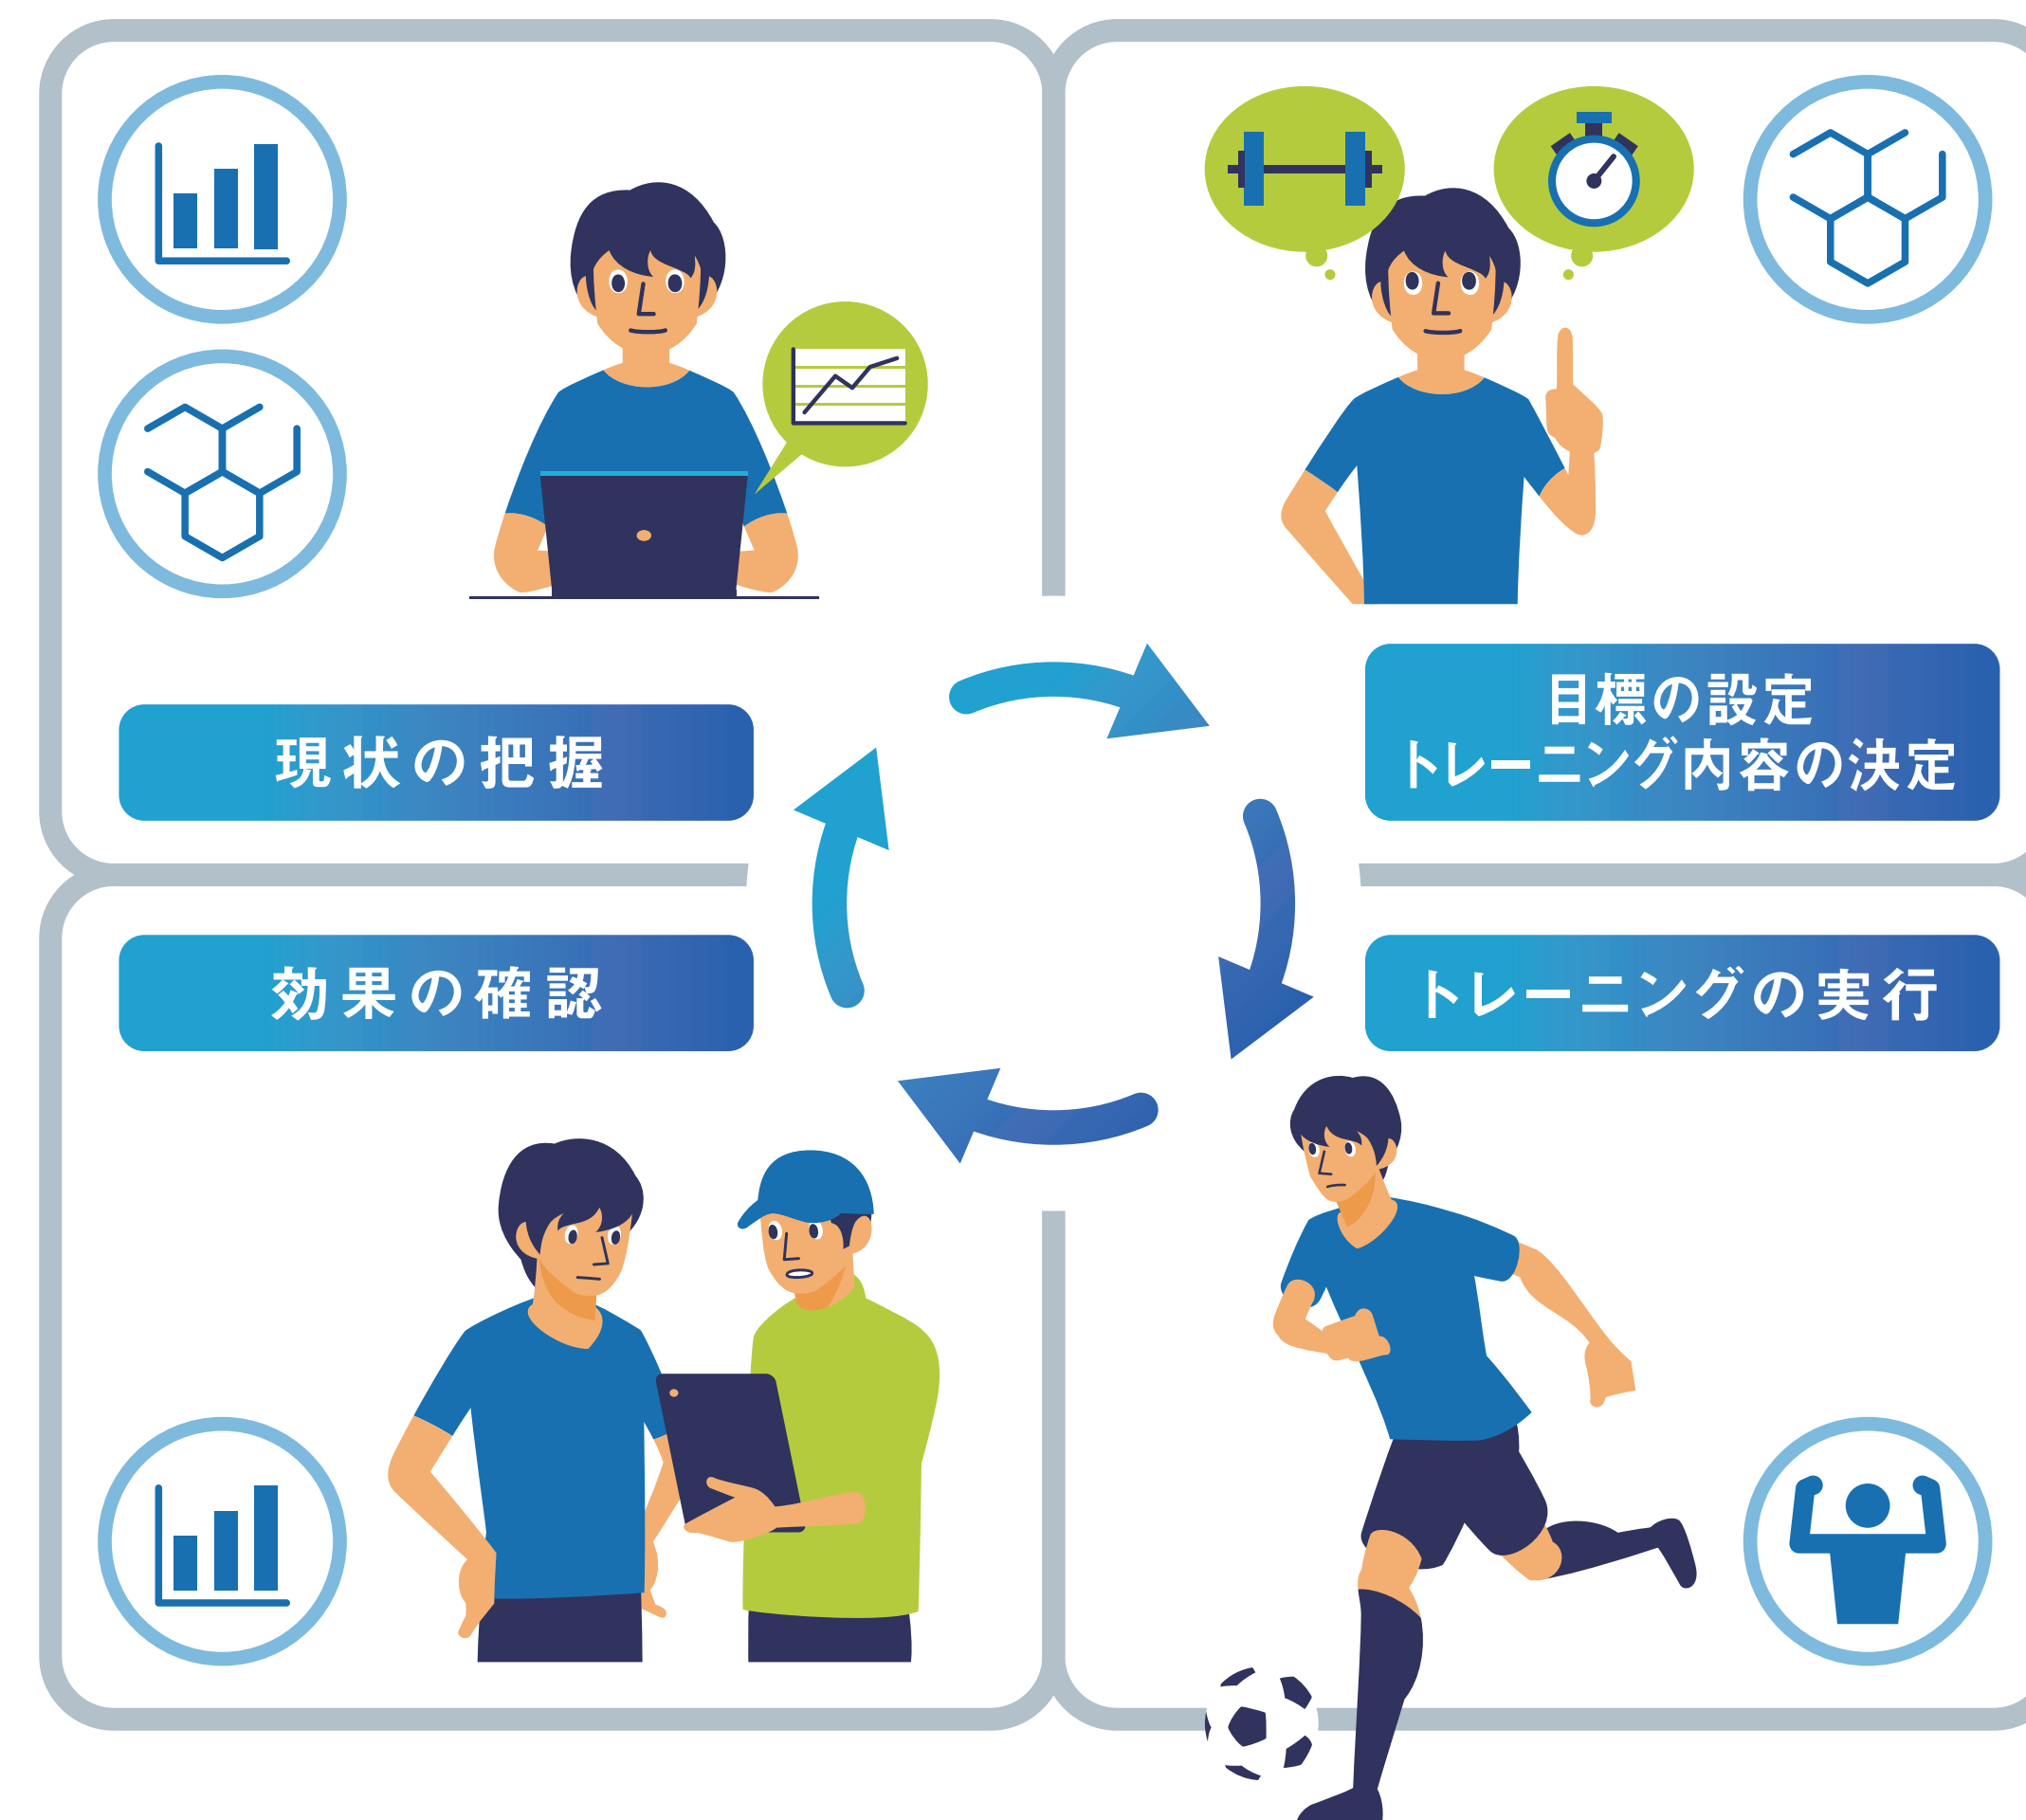 現状の把握
目標の設定
トレーニング内容の決定
効果の確認
トレーニングの実行